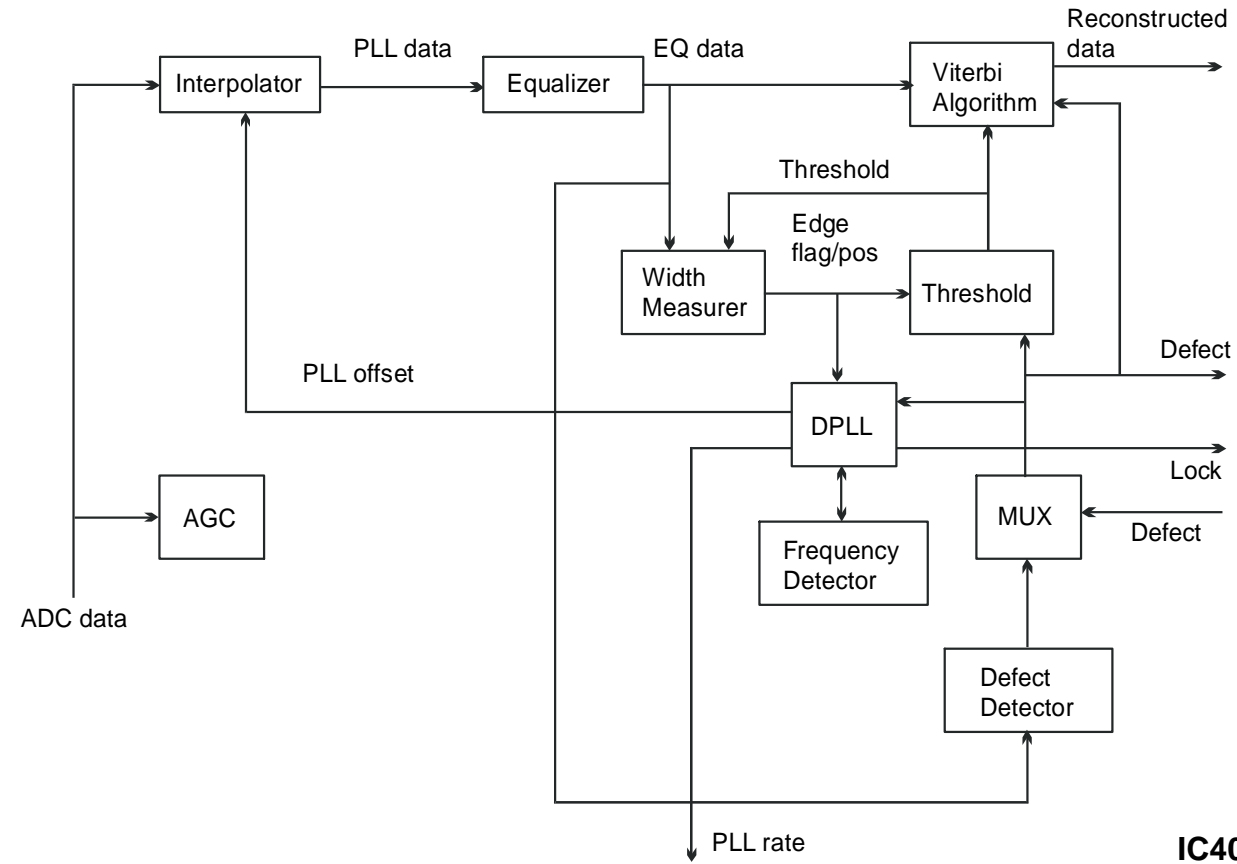 Reconstructed
data
PLL data
EQ data
Interpolator
Equalizer
Viterbi
Algorithm
Threshold
Edge
flag/pos
Width
Measurer
Threshold
Defect
PLL offset
DPLL
Lock
AGC
MUX
Defect
Frequency
Detector
ADC data
Defect
Detector
PLL rate